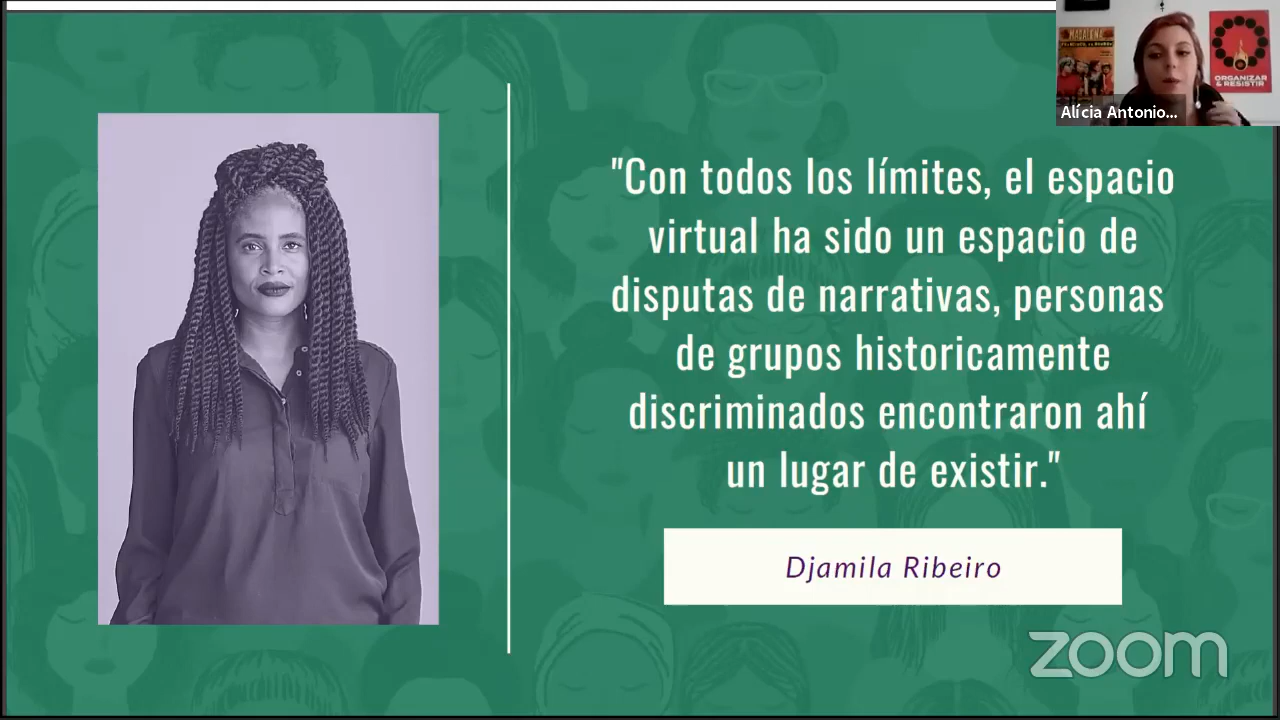 Alícia Antonio...
ORGANIZAR
& RESISTIR
"Con todos los límites, el espacio
virtual ha sido un espacio de
disputas de narrativas, personas
de grupos historicamente
discriminados encontraron ahí
un lugar de existir."
Djamila Ribeiro
zoom